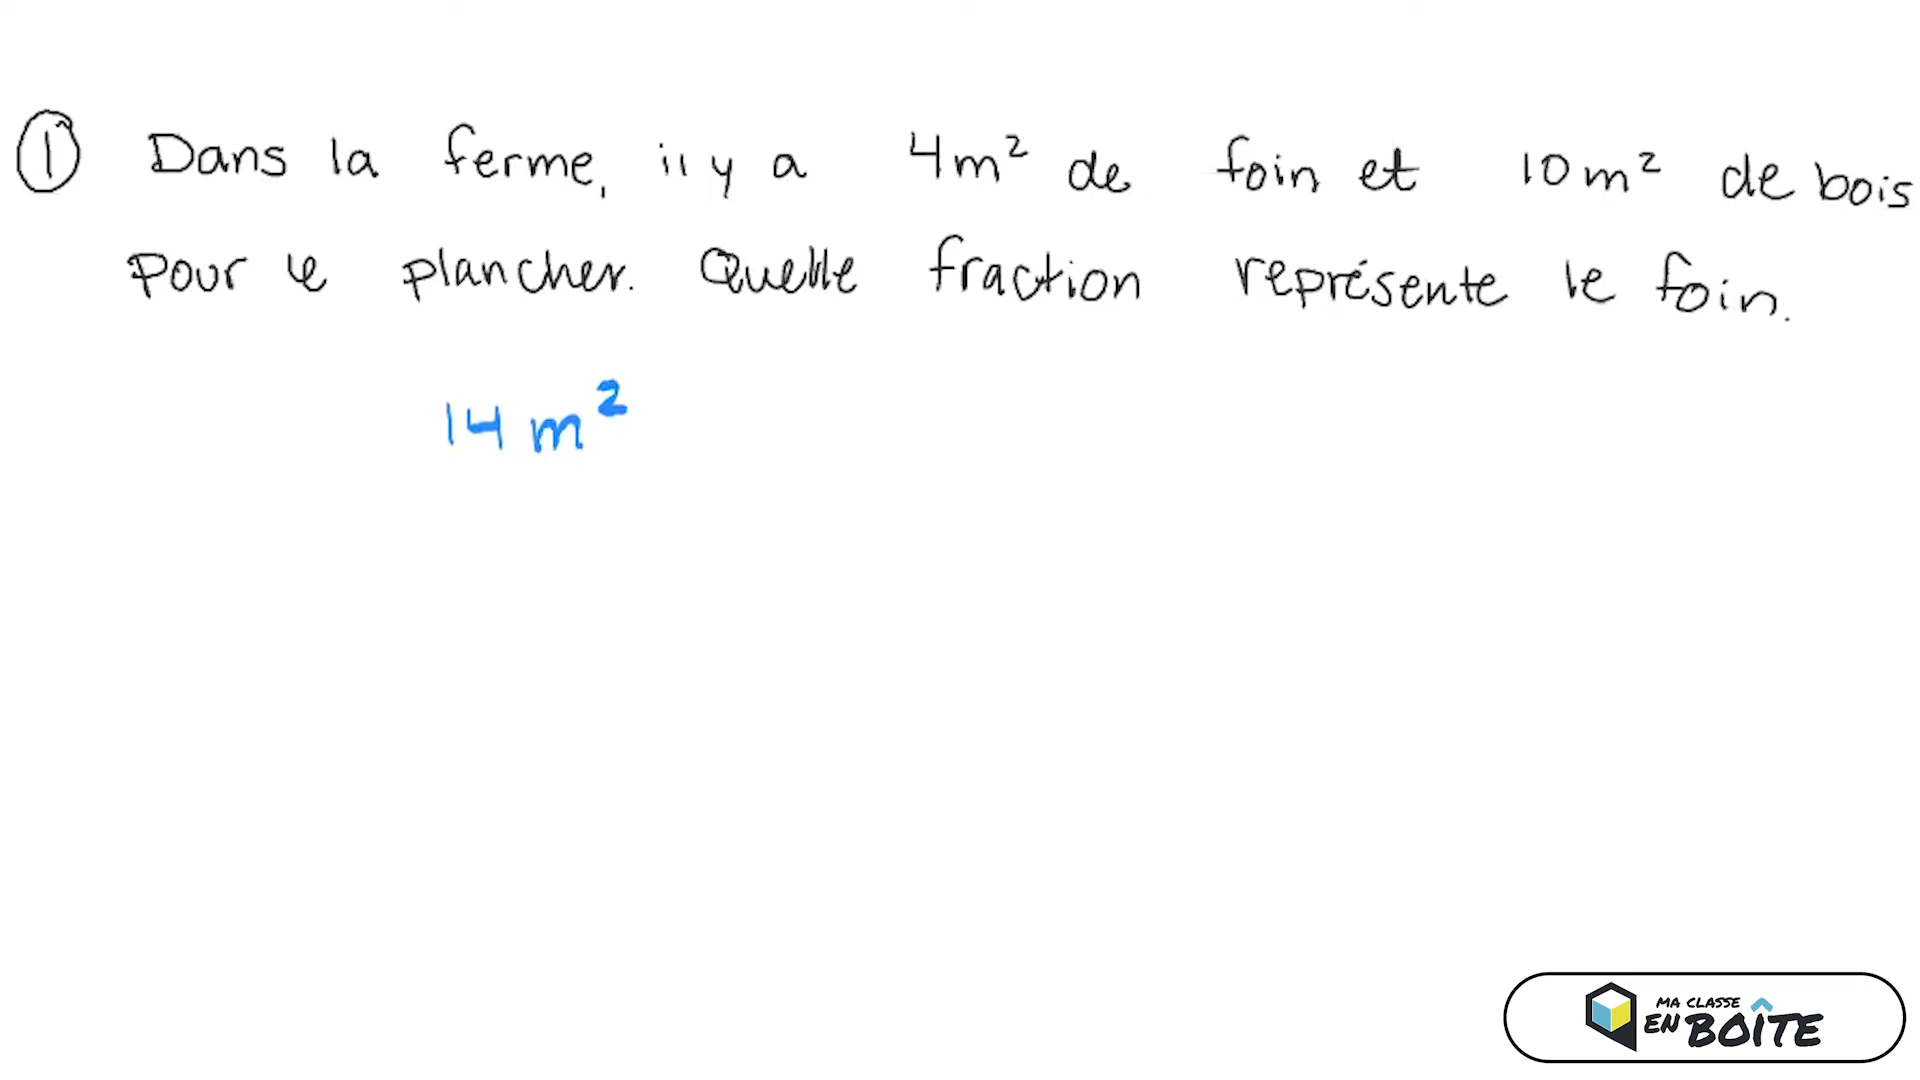 ① Dans la ferme, il y a 4m² de foin et 10m² de bois
pour le plancher. Quelle fraction représente le foin.
14 m²
MA CLASSE
EN BOÎTE